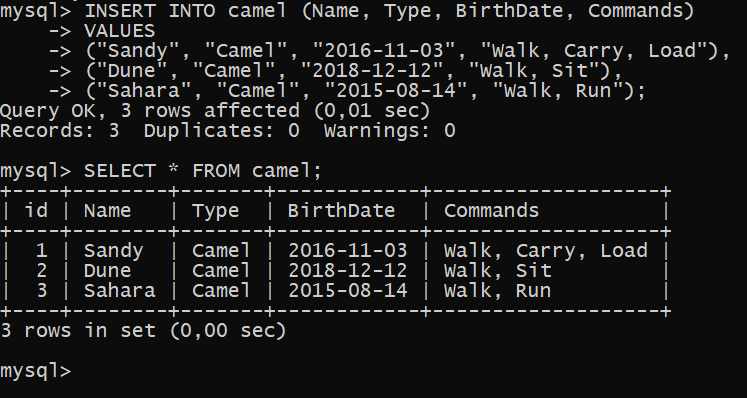 mysql> INSERT INTO camel (Name, Type, BirthDate, Commands)
    -> VALUES
    -> ("Sandy", "Camel", "2016-11-03", "Walk, Carry, Load"),
    -> ("Dune", "Camel", "2018-12-12", "Walk, Sit"),
    -> ("Sahara", "Camel", "2015-08-14", "Walk, Run");
Query OK, 3 rows affected (0,01 sec)
Records: 3  Duplicates: 0  Warnings: 0

mysql> SELECT * FROM camel;
+----+--------+-------+------------+-------------------+
| id | Name   | Type  | BirthDate  | Commands          |
+----+--------+-------+------------+-------------------+
|  1 | Sandy  | Camel | 2016-11-03 | Walk, Carry, Load |
|  2 | Dune   | Camel | 2018-12-12 | Walk, Sit         |
|  3 | Sahara | Camel | 2015-08-14 | Walk, Run         |
+----+--------+-------+------------+-------------------+
3 rows in set (0,00 sec)

mysql>